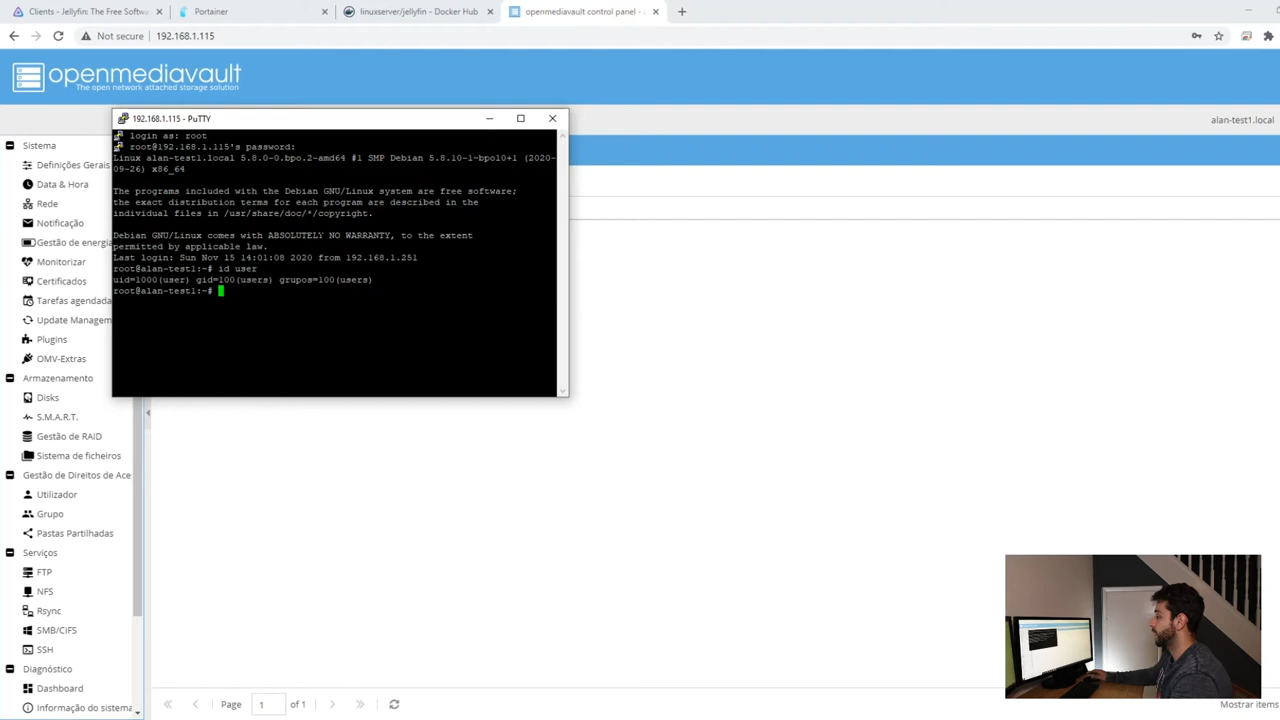 Clients - Jellyfin: The Free Softwa
Portainer
linuxserver/jellyfin - Docker Hub
openmediavault control panel -
Not secure
192.168.1.115
openmediavault
The open network attached storage solution
alan-test1.local
192.168.1.115 - PuTTY
login as: root
root@192.168.1.115's password:
Linux alan-test1.local 5.8.0-0.bpo.2-amd64 #1 SMP Debian 5.8.10-1~bpo10+1 (2020-
09-26) x86_64
The programs included with the Debian GNU/Linux system are free software;
the exact distribution terms for each program are described in the
individual files in /usr/share/doc/*/copyright.
Debian GNU/Linux comes with ABSOLUTELY NO WARRANTY, to the extent
permitted by applicable law.
Last login: Sun Nov 15 14:01:08 2020 from 192.168.1.251
root@alan-test1:~# id user
uid=1000(user) gid=100(users) grupos=100(users)
root@alan-test1:~#
Sistema
Definições Gerais
Data & Hora
Rede
Notificação
Gestão de energia
Monitorizar
Certificados
Tarefas agendada
Update Managem
Plugins
OMV-Extras
Armazenamento
Disks
S.M.A.R.T.
Gestão de RAID
Sistema de ficheiros
Gestão de Direitos de Ace
Utilizador
Grupo
Pastas Partilhadas
Serviços
FTP
NFS
Rsync
SMB/CIFS
SSH
Diagnóstico
Dashboard
Informação do sistema
Page 1 of 1
Mostrar items